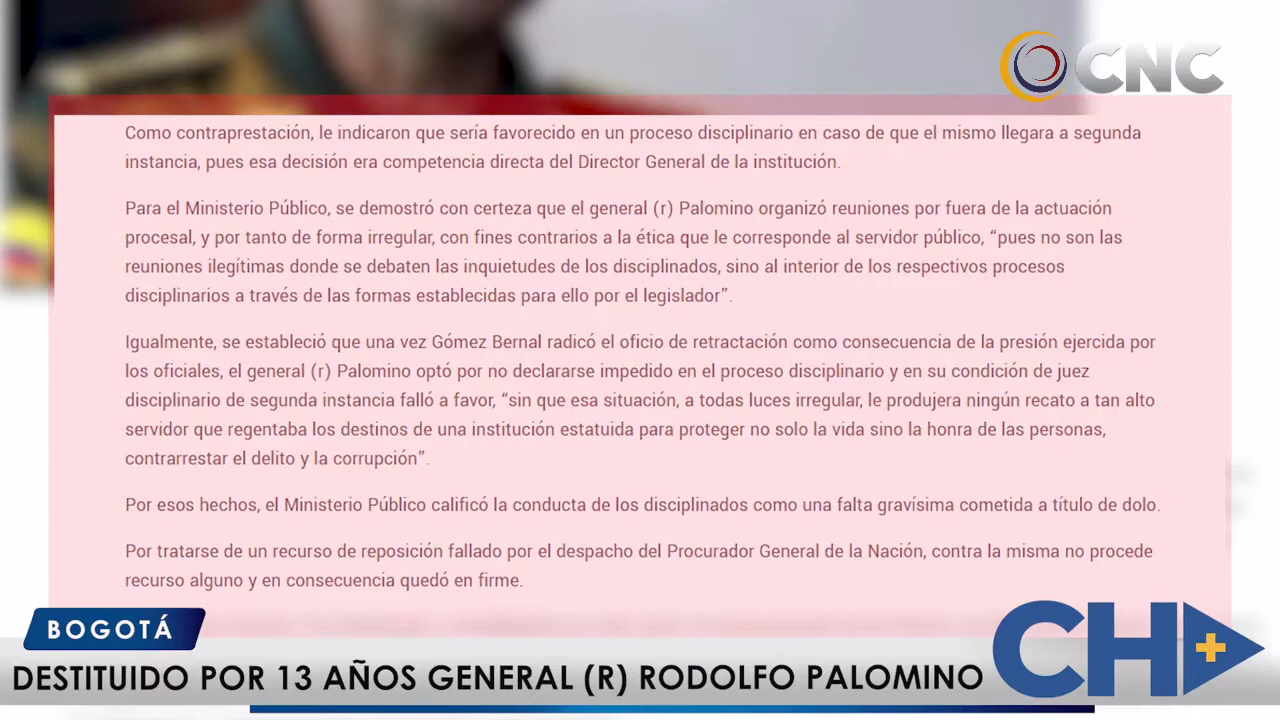 CNC
Como contraprestación, le indicaron que sería favorecido en un proceso disciplinario en caso de que el mismo llegara a segunda
instancia, pues esa decisión era competencia directa del Director General de la institución.
Para el Ministerio Público, se demostró con certeza que el general (r) Palomino organizó reuniones por fuera de la actuación
procesal, y por tanto de forma irregular, con fines contrarios a la ética que le corresponde al servidor público, “pues no son las
reuniones ilegítimas donde se debaten las inquietudes de los disciplinados, sino al interior de los respectivos procesos
disciplinarios a través de las formas establecidas para ello por el legislador”.
Igualmente, se estableció que una vez Gómez Bernal radicó el oficio de retractación como consecuencia de la presión ejercida por
los oficiales, el general (r) Palomino optó por no declararse impedido en el proceso disciplinario y en su condición de juez
disciplinario de segunda instancia falló a favor, “sin que esa situación, a todas luces irregular, le produjera ningún recato a tan alto
servidor que regentaba los destinos de una institución estatuida para proteger no solo la vida sino la honra de las personas,
contrarrestar el delito y la corrupción”.
Por esos hechos, el Ministerio Público calificó la conducta de los disciplinados como una falta gravísima cometida a título de dolo.
Por tratarse de un recurso de reposición fallado por el despacho del Procurador General de la Nación, contra la misma no procede
recurso alguno y en consecuencia quedó en firme.
BOGOTÁ
DESTITUIDO POR 13 AÑOS GENERAL (R) RODOLFO PALOMINO
CH+